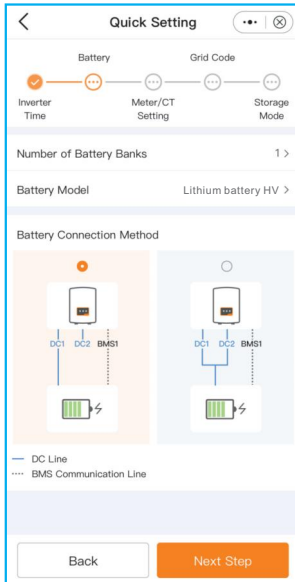 Quick Setting
Battery
Grid Code
Inverter
Time
Meter/CT
Setting
Storage
Mode
Number of Battery Banks
1
Battery Model
Lithium battery HV
Battery Connection Method
DC1 DC2 BMS1
DC1 DC2 BMS1
DC Line
BMS Communication Line
Back
Next Step